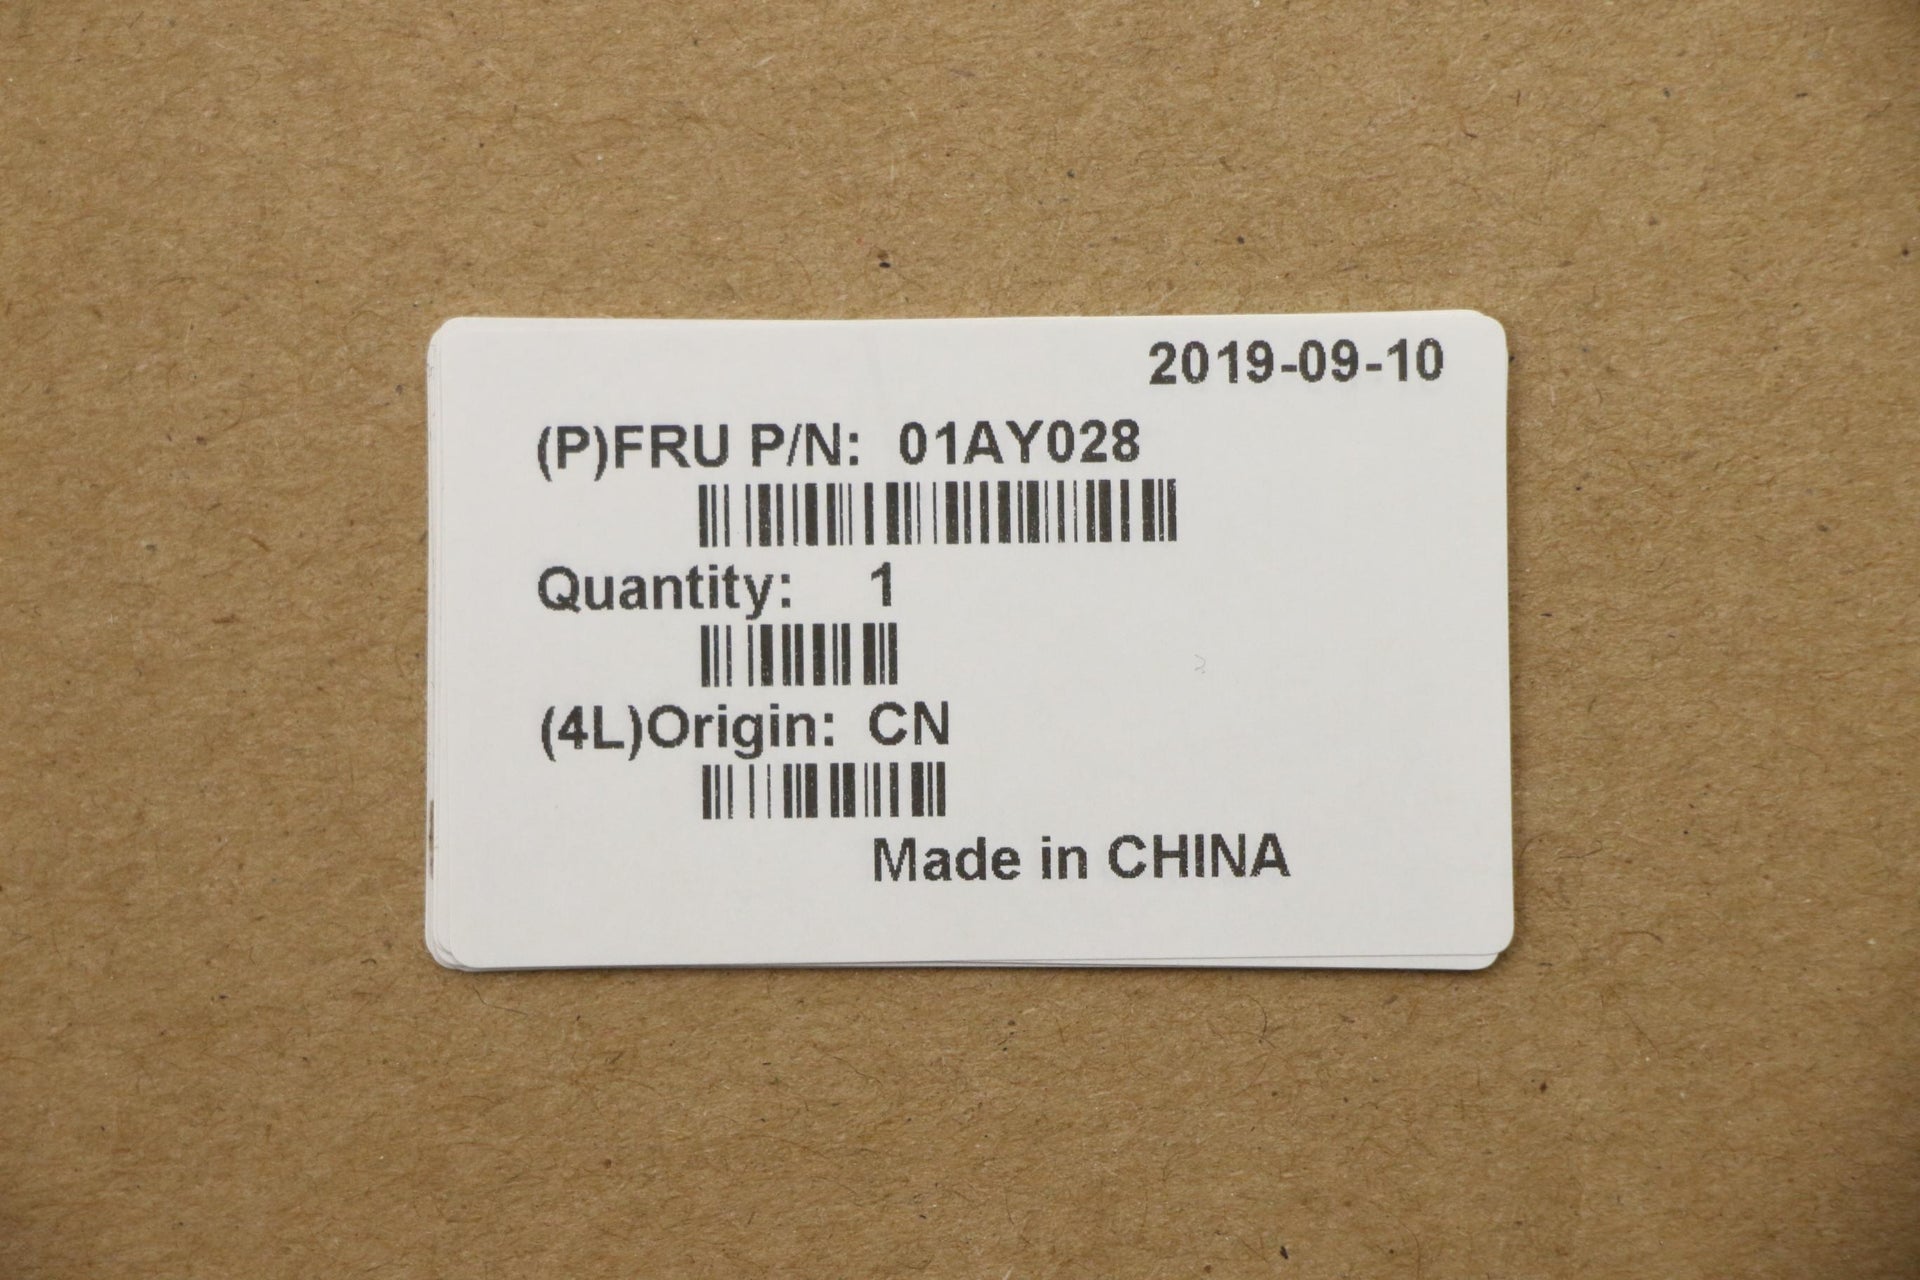 2019-09-10
(P)FRU P/N: 01AY028
Quantity: 1
(4L)Origin: CN
Made in CHINA